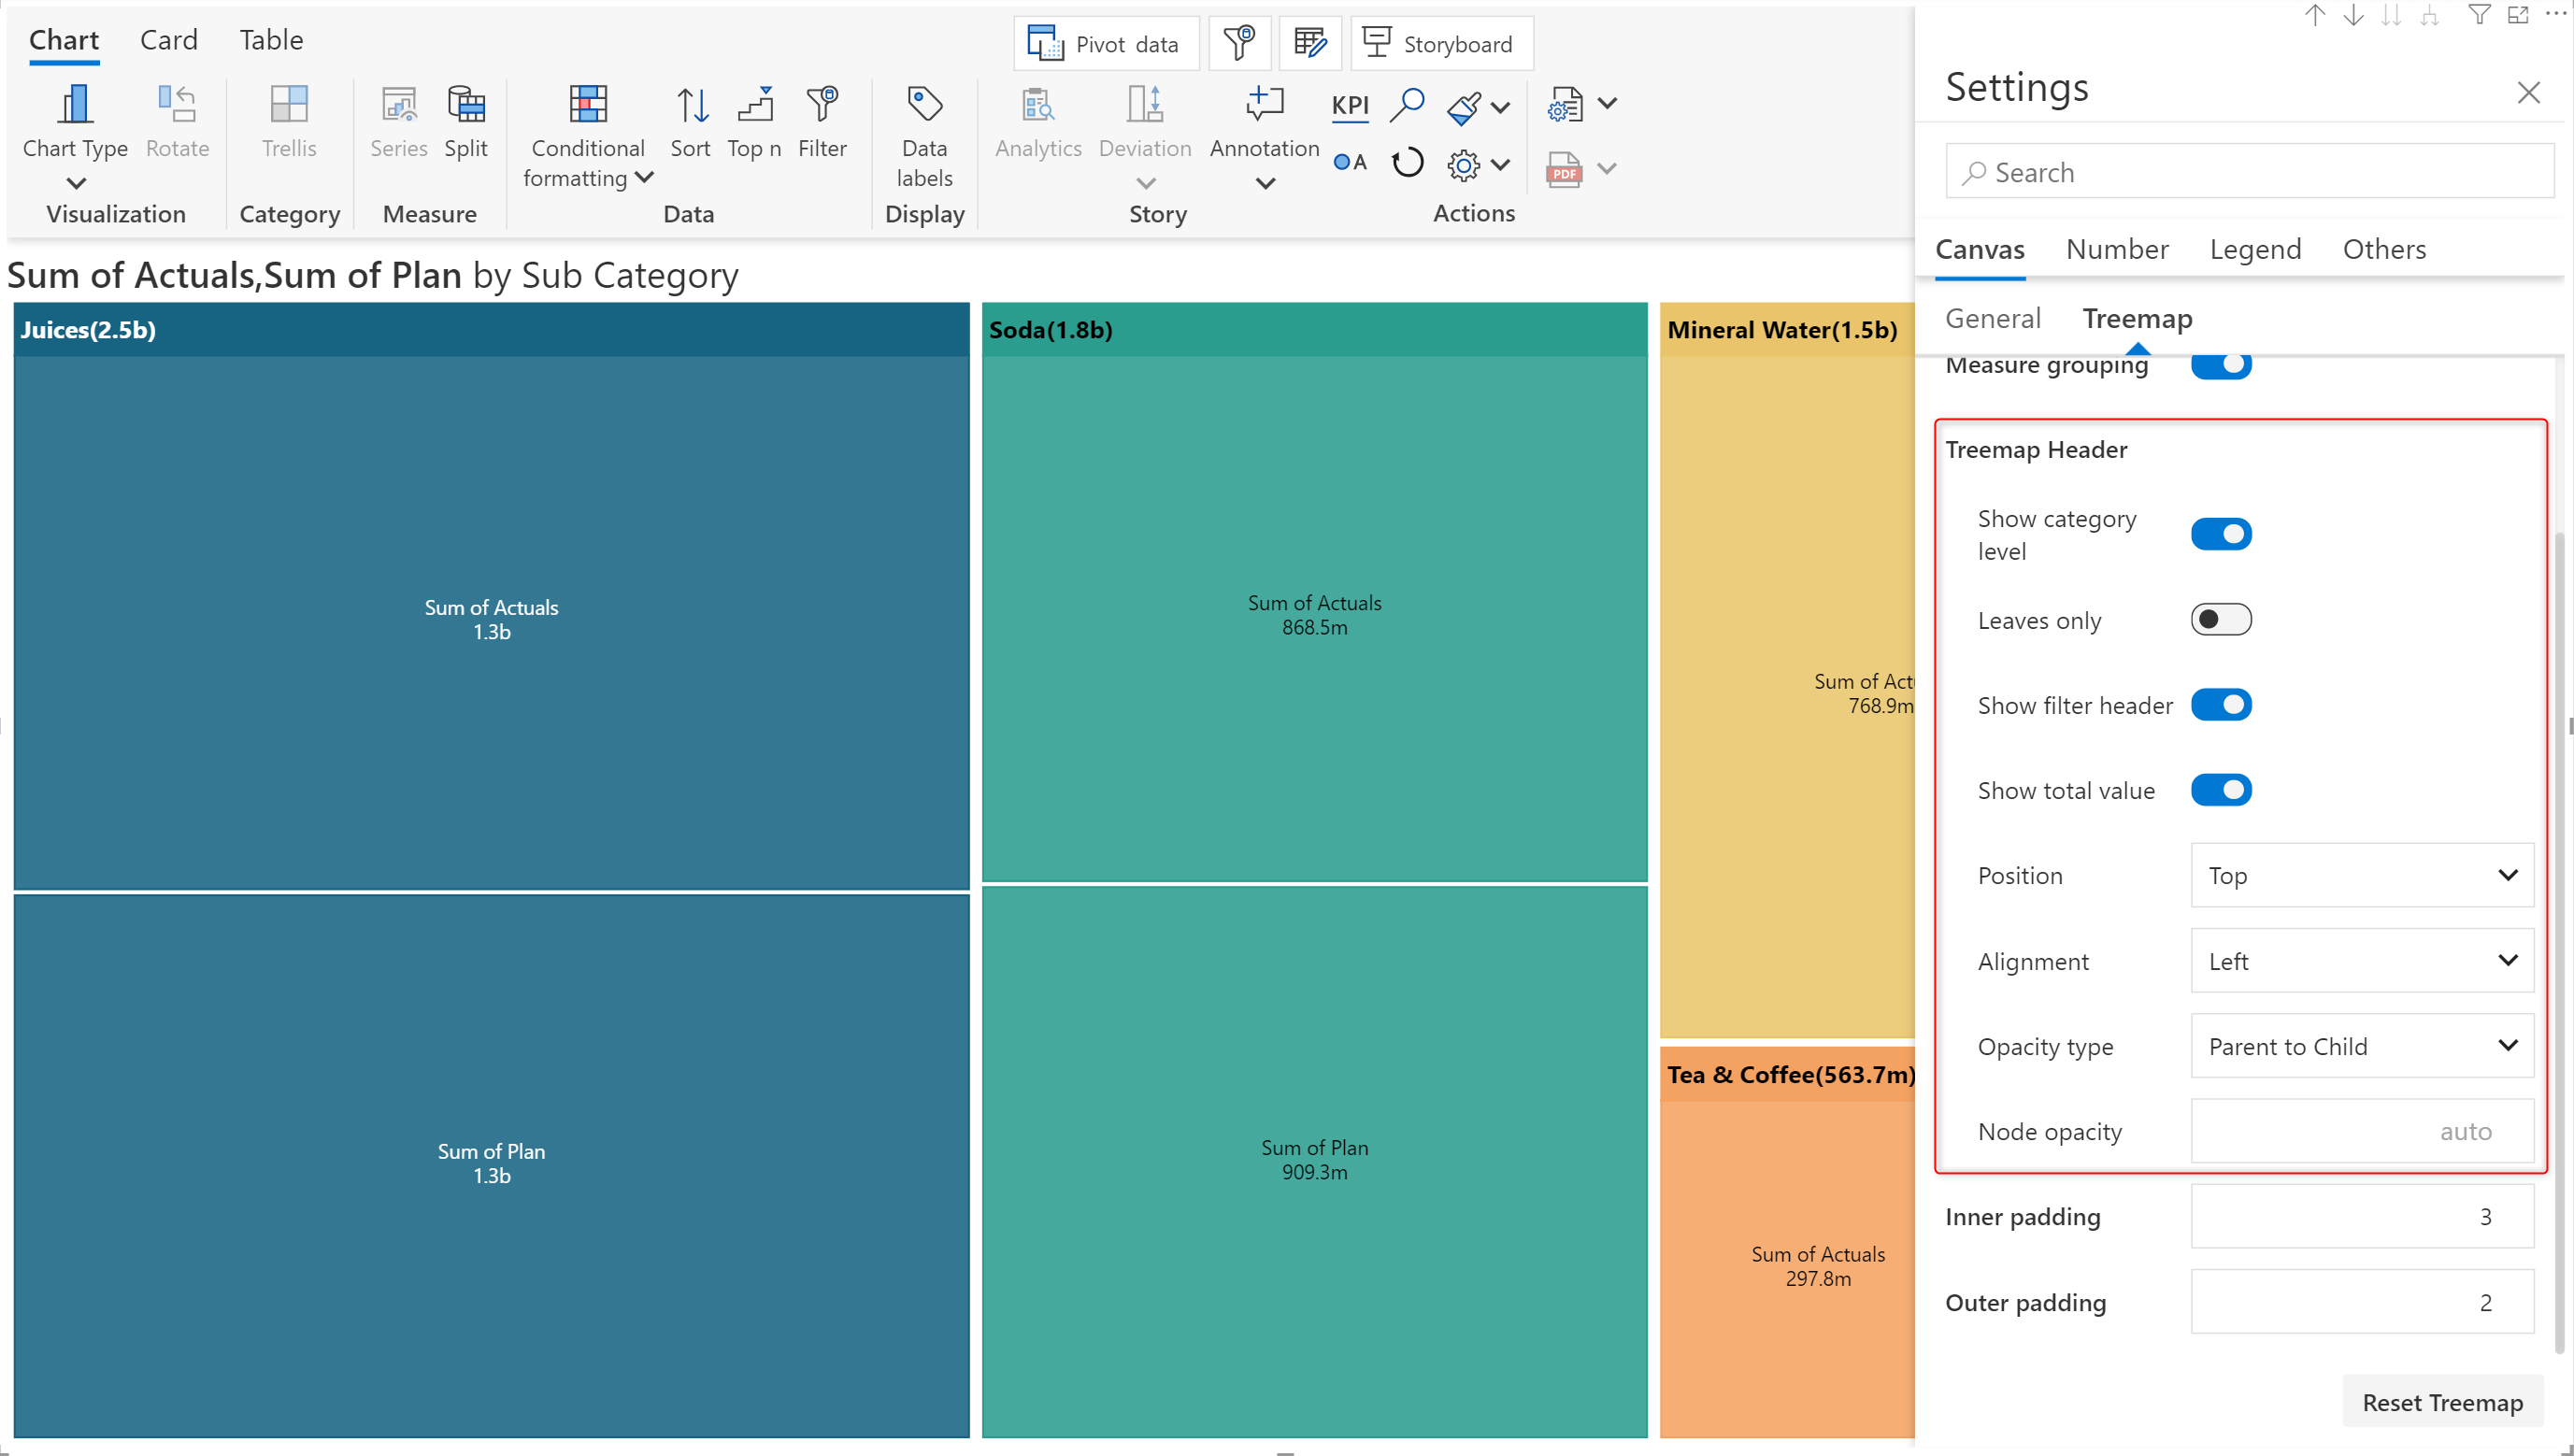 Chart Card Table
Pivot data
Storyboard
Chart Type
Rotate
Trellis
Series
Split
Conditional
formatting
Sort
Top n
Filter
Data
labels
Analytics
Deviation
Annotation
KPI
A
PDF
Visualization
Category
Measure
Data
Display
Story
Actions
Sum of Actuals,Sum of Plan by Sub Category
Juices(2.5b)
Sum of Actuals
1.3b
Sum of Plan
1.3b
Soda(1.8b)
Sum of Actuals
868.5m
Sum of Plan
909.3m
Mineral Water(1.5b)
Sum of Act
768.9m
Tea & Coffee(563.7m)
Sum of Actuals
297.8m
Settings
Search
Canvas Number Legend Others
General Treemap
Measure grouping
Treemap Header
Show category
level
Leaves only
Show filter header
Show total value
Position Top
Alignment Left
Opacity type Parent to Child
Node opacity auto
Inner padding 3
Outer padding 2
Reset Treemap